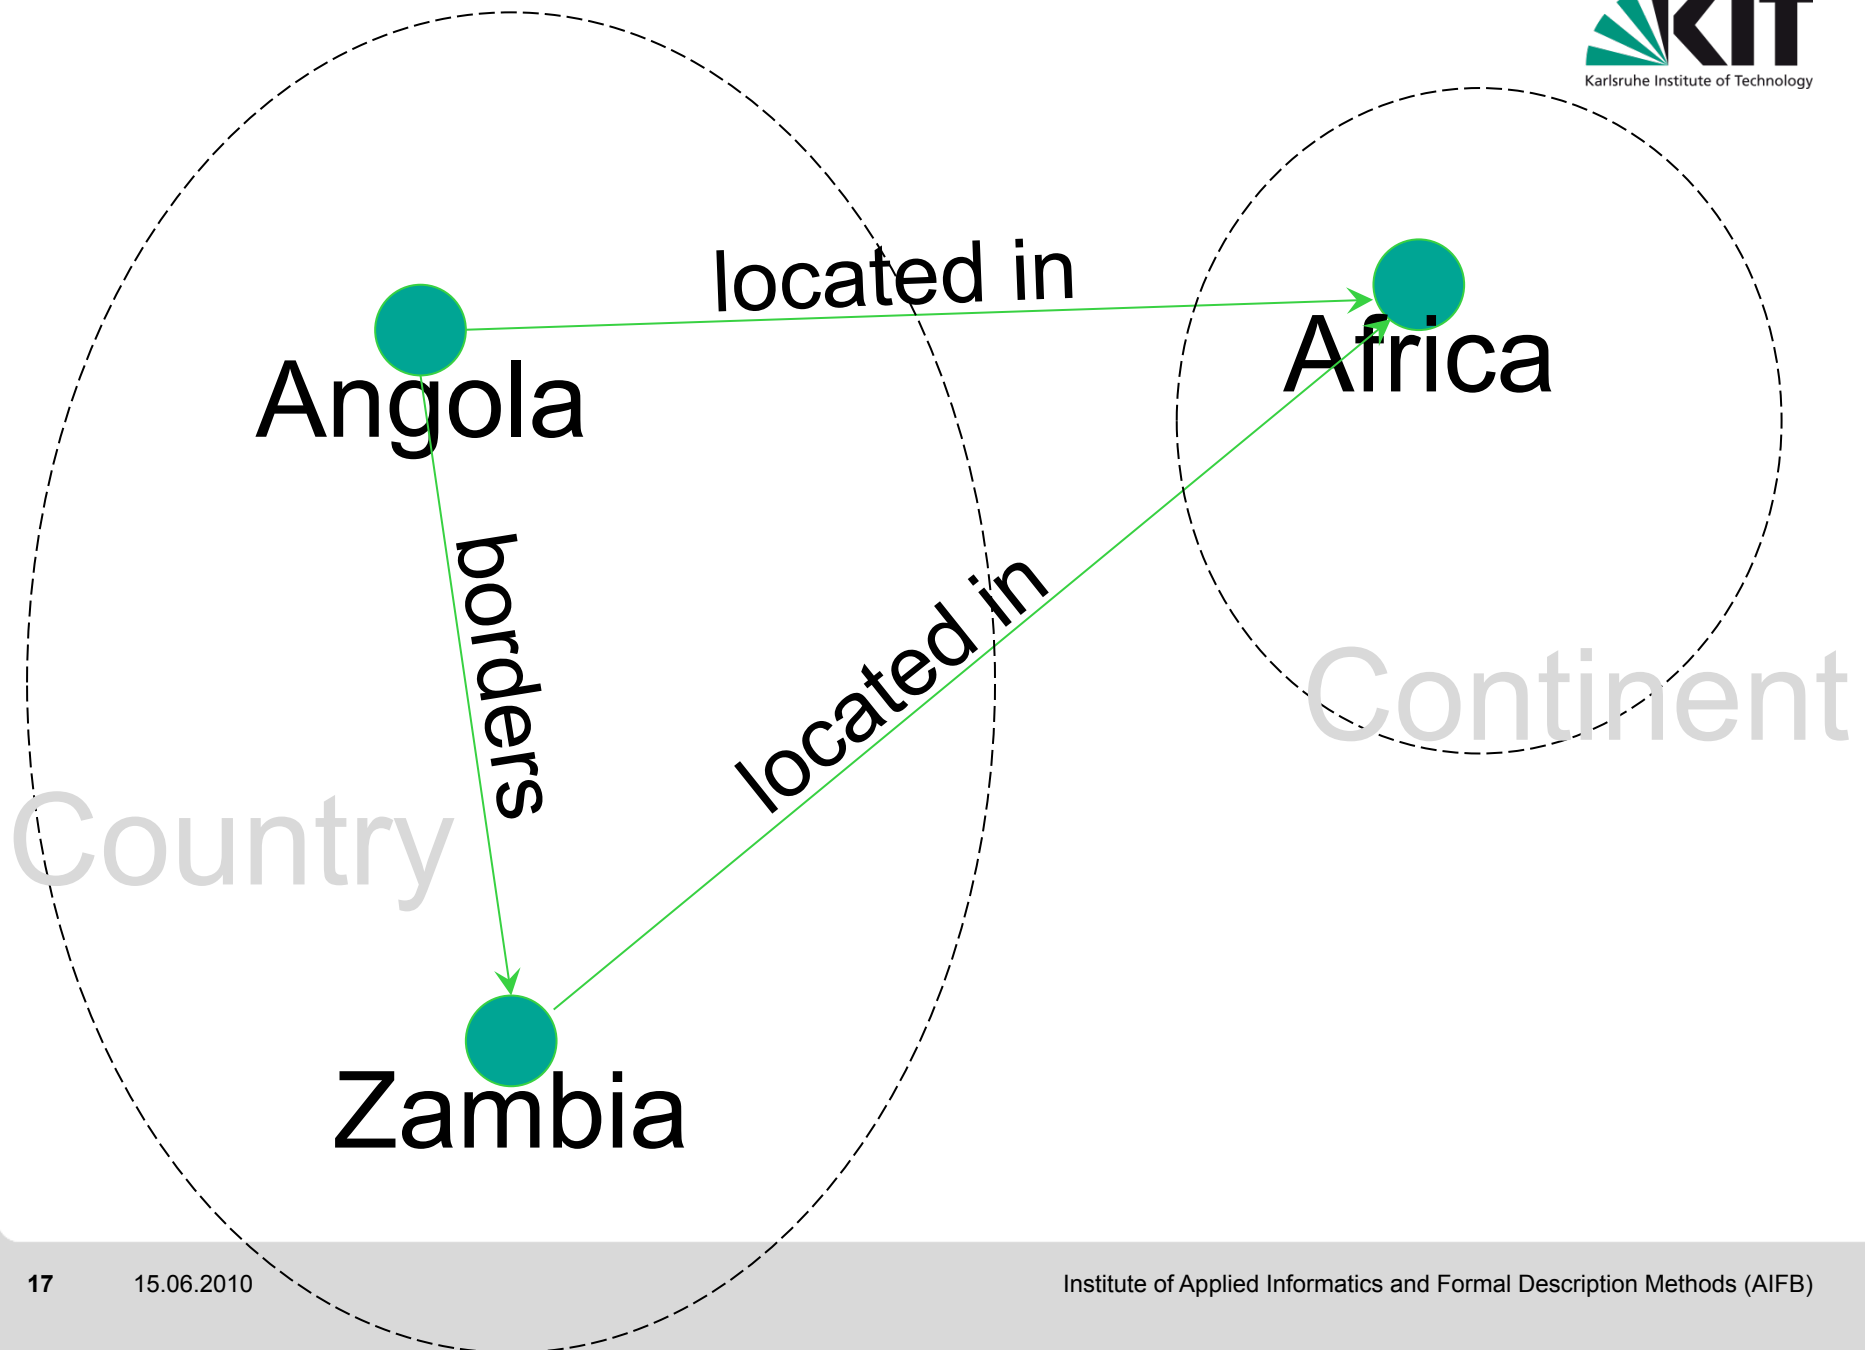 KIT
Karlsruhe Institute of Technology
located in
Angola
Africa
borders
located in
Continent
Country
Zambia
17 15.06.2010 Institute of Applied Informatics and Formal Description Methods (AIFB)